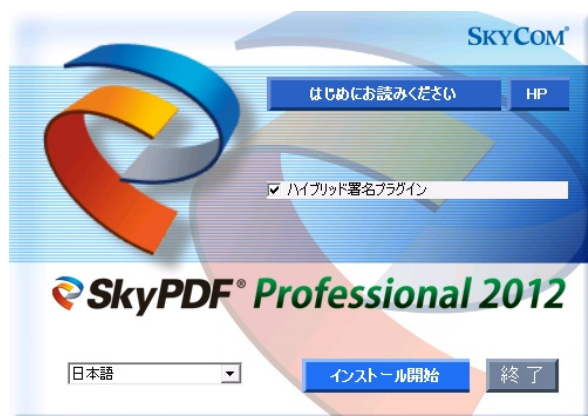 SKYCOM®
はじめにお読みください
HP
ハイブリッド署名プラグイン
SkyPDF® Professional 2012
日本語
インストール開始
終了